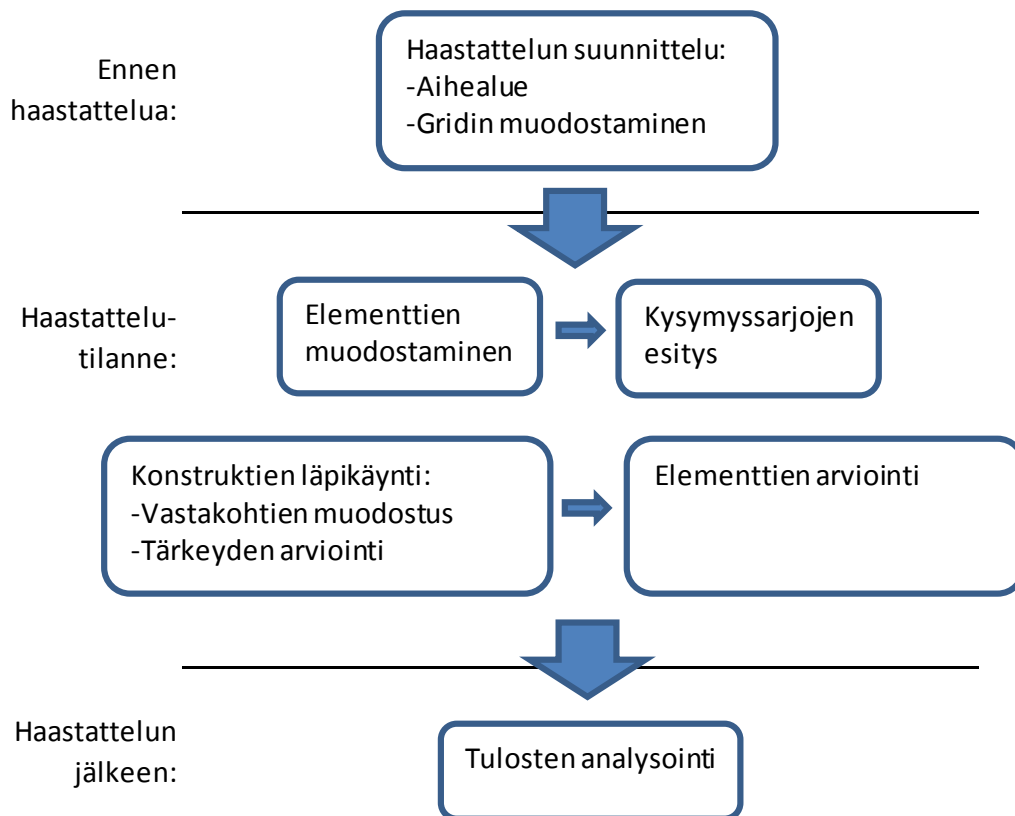 Ennen
haastattelua:
Haastattelun suunnittelu:
-Aihealue
-Gridin muodostaminen
Haastattelu-
tilanne:
Elementtien
muodostaminen
Kysymyssarjojen
esitys
Konstruktien läpikäynti:
-Vastakohtien muodostus
-Tärkeyden arviointi
Elementtien arviointi
Haastattelun
jälkeen:
Tulosten analysointi